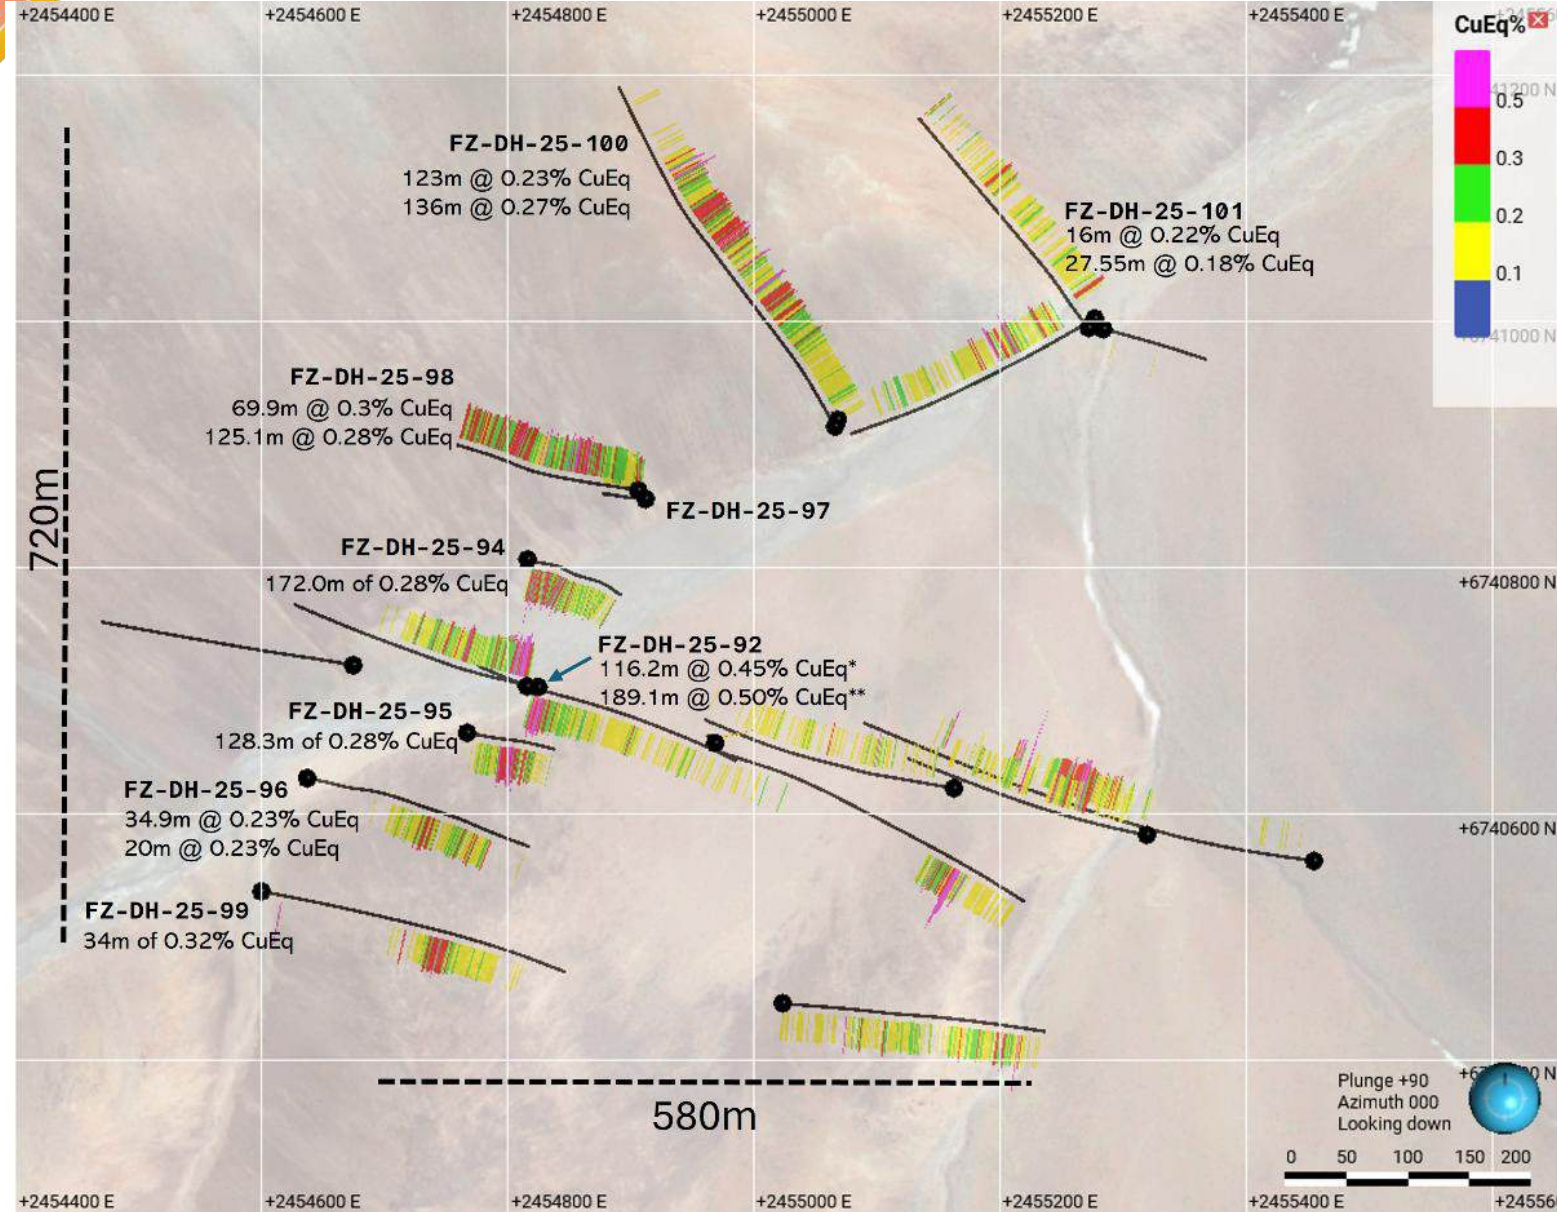 +2454400 E
+2454600 E
+2454800 E
+2455000 E
+2455200 E
+2455400 E
CuEq%
0.5
0.3
0.2
0.1
41200 N
41000 N
FZ-DH-25-100
123m @ 0.23% CuEq
136m @ 0.27% CuEq
FZ-DH-25-101
16m @ 0.22% CuEq
27.55m @ 0.18% CuEq
FZ-DH-25-98
69.9m @ 0.3% CuEq
125.1m @ 0.28% CuEq
FZ-DH-25-97
720m
FZ-DH-25-94
172.0m of 0.28% CuEq
+6740800 N
FZ-DH-25-92
116.2m @ 0.45% CuEq*
189.1m @ 0.50% CuEq**
FZ-DH-25-95
128.3m of 0.28% CuEq
FZ-DH-25-96
34.9m @ 0.23% CuEq
20m @ 0.23% CuEq
+6740600 N
FZ-DH-25-99
34m of 0.32% CuEq
580m
Plunge +90
Azimuth 000
Looking down
0 50 100 150 200
+2454400 E
+2454600 E
+2454800 E
+2455000 E
+2455200 E
+2455400 E
+24556